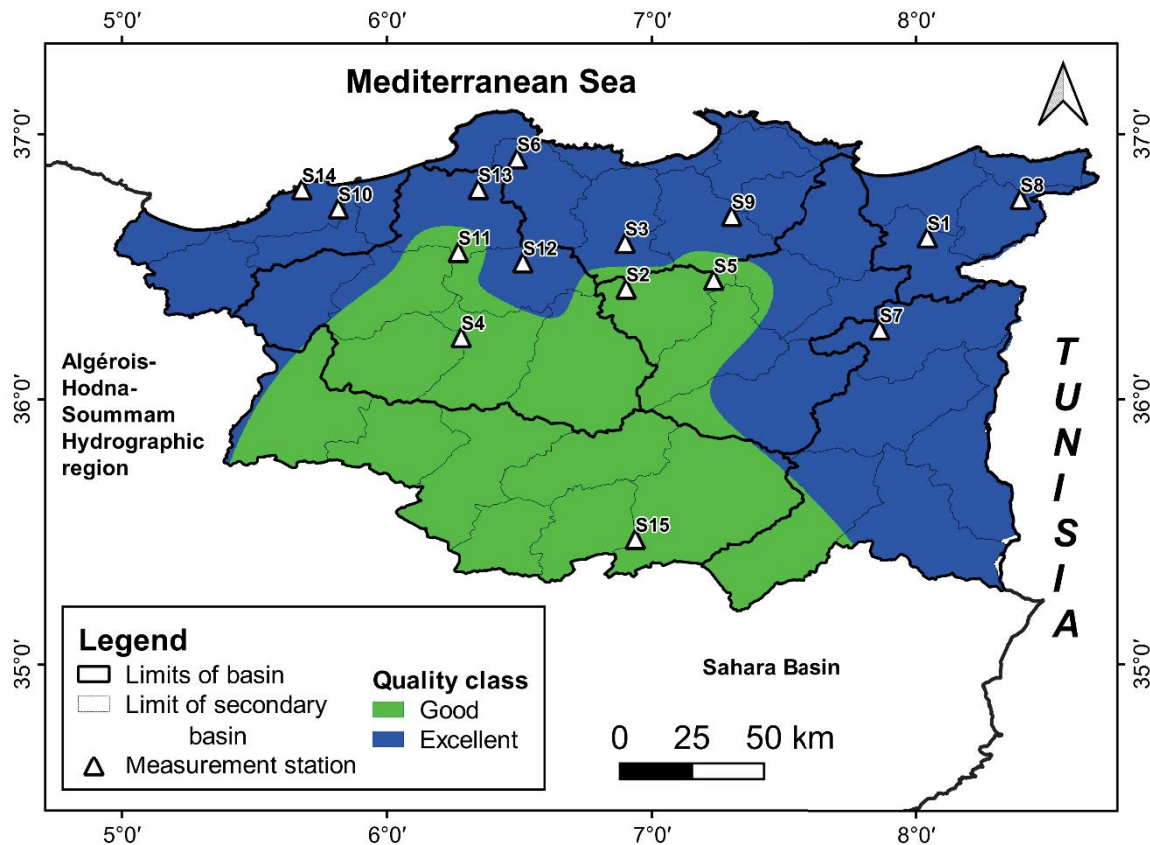 5°0′ 6°0′ 7°0′ 8°0′
Mediterranean Sea
37°0′ 37°0′
S6
S14 S13
S10 S8
S9
S1
S3
S11 S12
S2 S5
S7
S4
Algérois-
Hodna-
Soummam
Hydrographic
region
36°0′ 36°0′
TUNISIA
S15
Legend
Limits of basin
Limit of secondary
basin
Measurement station
Quality class
Good
Excellent
Sahara Basin
35°0′ 35°0′
0 25 50 km
5°0′ 6°0′ 7°0′ 8°0′